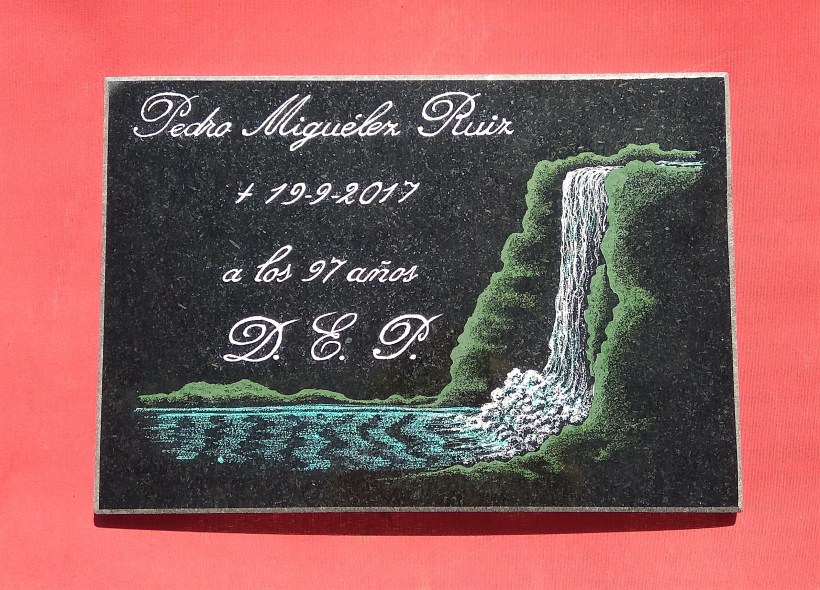 Pedro Miguélez Ruiz
+ 19-9-2017
a los 97 años
D. E. P.